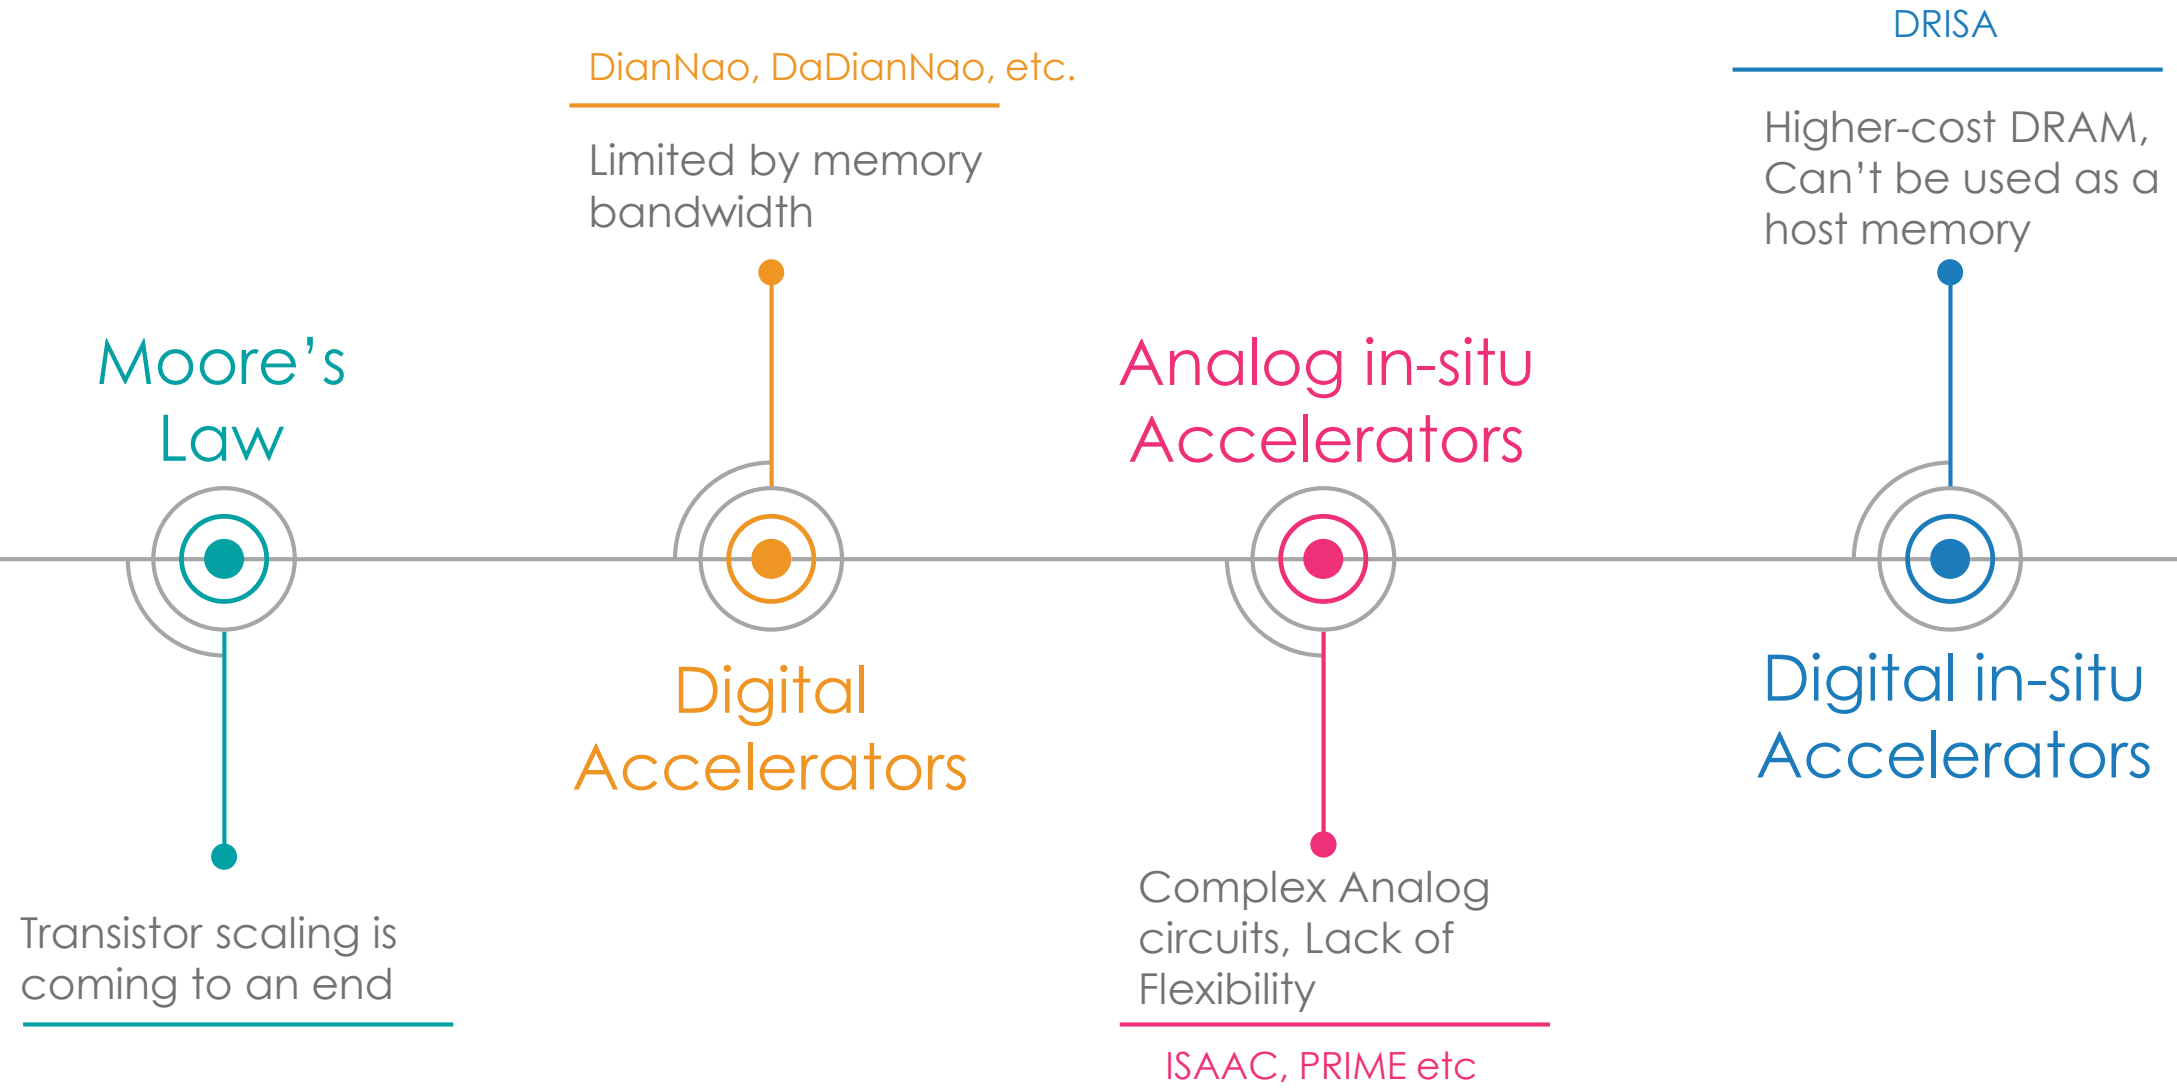 Moore's
Law
Transistor scaling is
coming to an end
DianNao, DaDianNao, etc.
Limited by memory
bandwidth
Digital
Accelerators
Analog in-situ
Accelerators
Complex Analog
circuits, Lack of
Flexibility
ISAAC, PRIME etc
DRISA
Higher-cost DRAM,
Can't be used as a
host memory
Digital in-situ
Accelerators